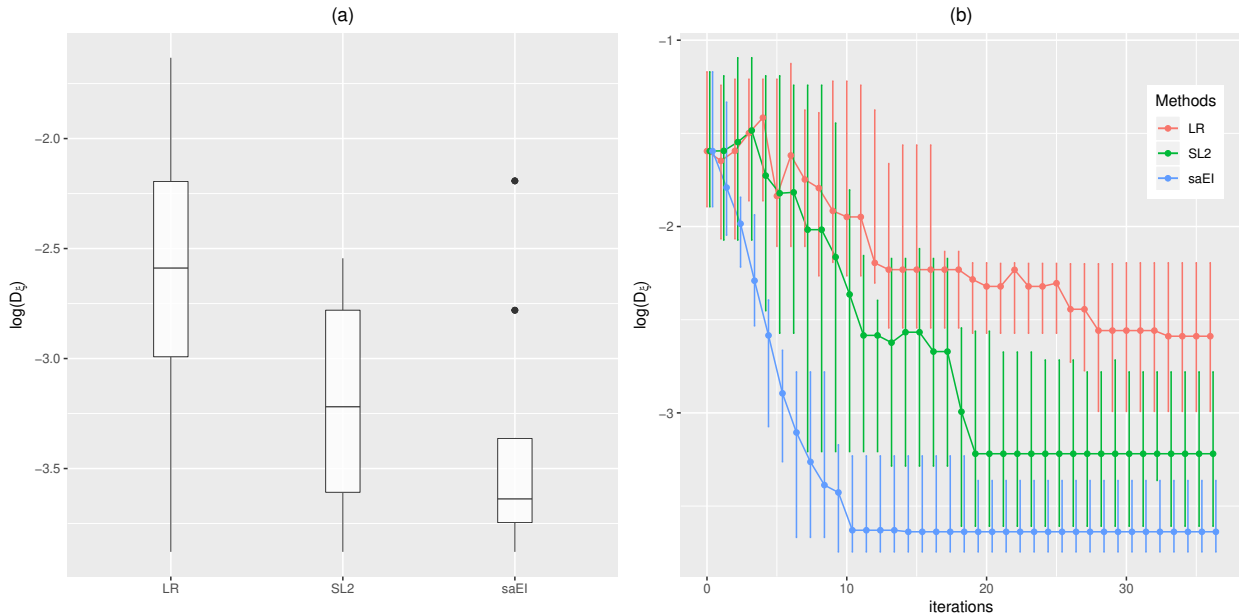 (a)
log(Dξ)
−2.0
−2.5
−3.0
−3.5
LR
SL2
saEI
(b)
log(Dξ)
−1
−2
−3
0
10
20
30
iterations
Methods
LR
SL2
saEI